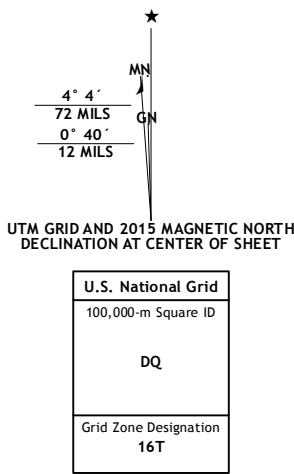 ★
MN
4° 4´
72 MILS
GN
0° 40´
12 MILS
UTM GRID AND 2015 MAGNETIC NORTH
DECLINATION AT CENTER OF SHEET
U.S. National Grid
100,000-m Square ID
DQ
Grid Zone Designation
16T